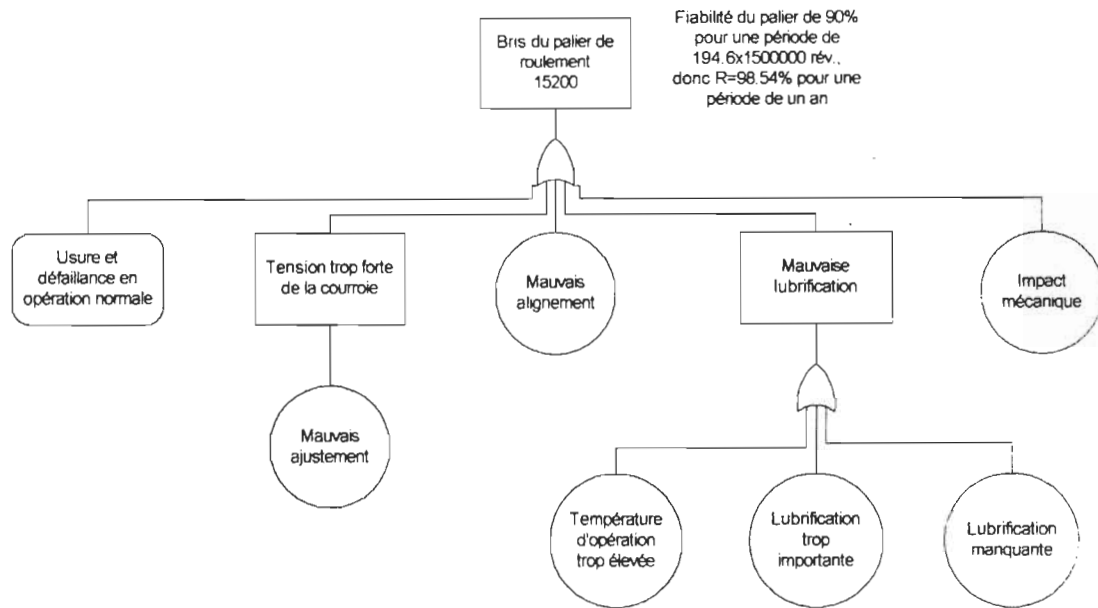 Bris du palier de
roulement
15200
Fiabilité du palier de 90%
pour une période de
194.6x1500000 rév.,
donc R=98.54% pour une
période de un an
Usure et
défaillance en
opération normale
Tension trop forte
de la courroie
Mauvais
alignement
Mauvaise
lubrification
Impact
mécanique
Mauvais
ajustement
Température
d'opération
trop élevée
Lubrification
trop
importante
Lubrification
manquante